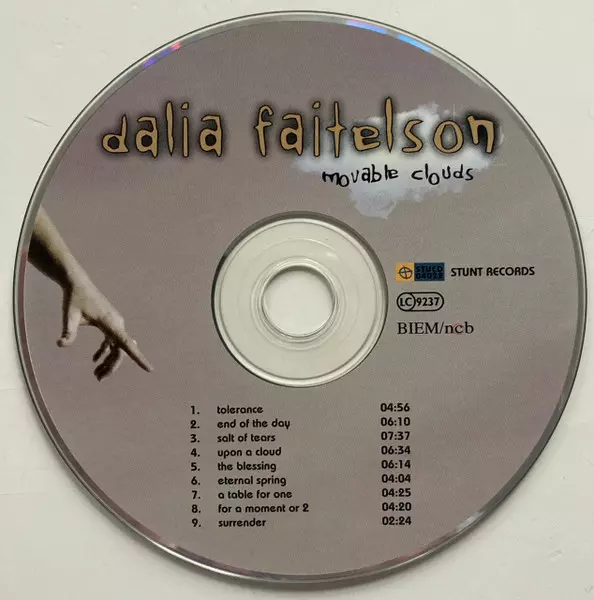 dalia faitelson
movable clouds
STUNT RECORDS
LC 9237
BIEM/ncb
1. tolerance 04:56
2. end of the day 06:10
3. salt of tears 07:37
4. upon a cloud 06:34
5. the blessing 06:14
6. eternal spring 04:04
7. a table for one 04:25
8. for a moment or 2 04:20
9. surrender 02:24